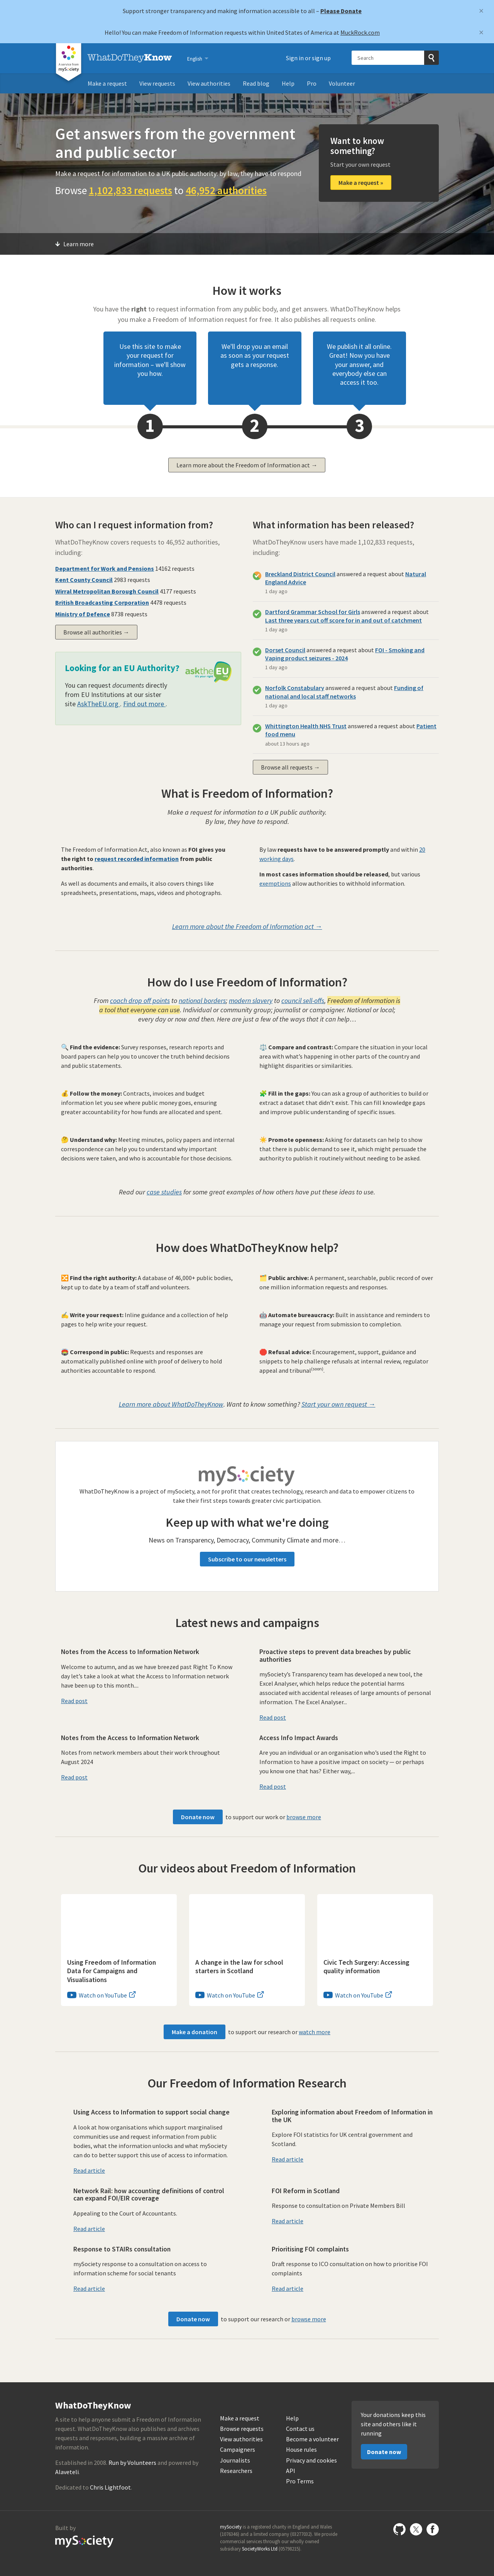 Support stronger transparency and making information accessible to all – Please Donate
×
Hello! You can make Freedom of Information requests within United States of America at MuckRock.com
×
mySociety
WhatDoTheyKnow
English
Sign in or sign up
Search
Make a request
View requests
View authorities
Read blog
Help
Pro
Volunteer
Get answers from the government
and public sector
Make a request for information to a UK public authority: by law, they have to respond
Browse 1,102,833 requests to 46,952 authorities
Want to know
something?
Start your own request
Make a request »
Learn more
How it works
You have the right to request information from any public body, and get answers. WhatDoTheyKnow helps
you make a Freedom of Information request for free. It also publishes all requests online.
Use this site to make
your request for
information – we'll show
you how.
We'll drop you an email
as soon as your request
gets a response.
We publish it all online.
Great! Now you have
your answer, and
everybody else can
access it too.
1
2
3
Learn more about the Freedom of Information act →
Who can I request information from?
WhatDoTheyKnow covers requests to 46,952 authorities,
including:
Department for Work and Pensions 14162 requests
Kent County Council 2983 requests
Wirral Metropolitan Borough Council 4177 requests
British Broadcasting Corporation 4478 requests
Ministry of Defence 8738 requests
Browse all authorities →
Looking for an EU Authority?
You can request documents directly
from EU Institutions at our sister
site AskTheEU.org . Find out more .
asktheEU
What information has been released?
WhatDoTheyKnow users have made 1,102,833 requests,
including:
Breckland District Council answered a request about Natural
England Advice
1 day ago
Dartford Grammar School for Girls answered a request about
Last three years cut off score for in and out of catchment
1 day ago
Dorset Council answered a request about FOI - Smoking and
Vaping product seizures - 2024
1 day ago
Norfolk Constabulary answered a request about Funding of
national and local staff networks
1 day ago
Whittington Health NHS Trust answered a request about Patient
food menu
about 13 hours ago
Browse all requests →
What is Freedom of Information?
Make a request for information to a UK public authority.
By law, they have to respond.
The Freedom of Information Act, also known as FOI gives you
the right to request recorded information from public
authorities.
As well as documents and emails, it also covers things like
spreadsheets, presentations, maps, videos and photographs.
By law requests have to be answered promptly and within 20
working days.
In most cases information should be released, but various
exemptions allow authorities to withhold information.
Learn more about the Freedom of Information act →
How do I use Freedom of Information?
From coach drop off points to national borders; modern slavery to council sell-offs, Freedom of Information is
a tool that everyone can use. Individual or community group; journalist or campaigner. National or local;
every day or now and then. Here are just a few of the ways that it can help…
🔍 Find the evidence: Survey responses, research reports and
board papers can help you to uncover the truth behind decisions
and public statements.
⚖️ Compare and contrast: Compare the situation in your local
area with what's happening in other parts of the country and
highlight disparities or similarities.
💰 Follow the money: Contracts, invoices and budget
information let you see where public money goes, ensuring
greater accountability for how funds are allocated and spent.
🧩 Fill in the gaps: You can ask a group of authorities to build or
extract a dataset that didn't exist. This can fill knowledge gaps
and improve public understanding of specific issues.
🤔 Understand why: Meeting minutes, policy papers and internal
correspondence can help you to understand why important
decisions were taken, and who is accountable for those decisions.
☀️ Promote openness: Asking for datasets can help to show
that there is public demand to see it, which might persuade the
authority to publish it routinely without needing to be asked.
Read our case studies for some great examples of how others have put these ideas to use.
How does WhatDoTheyKnow help?
🔀 Find the right authority: A database of 46,000+ public bodies,
kept up to date by a team of staff and volunteers.
🗂️ Public archive: A permanent, searchable, public record of over
one million information requests and responses.
✍️ Write your request: Inline guidance and a collection of help
pages to help write your request.
🤖 Automate bureaucracy: Built in assistance and reminders to
manage your request from submission to completion.
Correspond in public: Requests and responses are
automatically published online with proof of delivery to hold
authorities accountable to respond.
🛑 Refusal advice: Encouragement, support, guidance and
snippets to help challenge refusals at internal review, regulator
appeal and tribunal(soon).
Learn more about WhatDoTheyKnow. Want to know something? Start your own request →
mySociety
WhatDoTheyKnow is a project of mySociety, a not for profit that creates technology, research and data to empower citizens to
take their first steps towards greater civic participation.
Keep up with what we're doing
News on Transparency, Democracy, Community Climate and more…
Subscribe to our newsletters
Latest news and campaigns
Notes from the Access to Information Network
Welcome to autumn, and as we have breezed past Right To Know
day let's take a look at what the Access to Information network
have been up to this month....
Read post
Proactive steps to prevent data breaches by public
authorities
mySociety's Transparency team has developed a new tool, the
Excel Analyser, which helps reduce the potential harms
associated with accidental releases of large amounts of personal
information. The Excel Analyser...
Read post
Notes from the Access to Information Network
Notes from network members about their work throughout
August 2024
Read post
Access Info Impact Awards
Are you an individual or an organisation who's used the Right to
Information to have a positive impact on society — or perhaps
you know one that has? Either way,...
Read post
Donate now to support our work or browse more
Our videos about Freedom of Information
Using Freedom of Information
Data for Campaigns and
Visualisations
Watch on YouTube
A change in the law for school
starters in Scotland
Watch on YouTube
Civic Tech Surgery: Accessing
quality information
Watch on YouTube
Make a donation to support our research or watch more
Our Freedom of Information Research
Using Access to Information to support social change
A look at how organisations which support marginalised
communities use and request information from public
bodies, what the information unlocks and what mySociety
can do to better support this use of access to information.
Read article
Exploring information about Freedom of Information in
the UK
Explore FOI statistics for UK central government and
Scotland.
Read article
Network Rail: how accounting definitions of control
can expand FOI/EIR coverage
Appealing to the Court of Accountants.
Read article
FOI Reform in Scotland
Response to consultation on Private Members Bill
Read article
Response to STAIRs consultation
mySociety response to a consultation on access to
information scheme for social tenants
Read article
Prioritising FOI complaints
Draft response to ICO consultation on how to prioritise FOI
complaints
Read article
Donate now to support our research or browse more
WhatDoTheyKnow
A site to help anyone submit a Freedom of Information
request. WhatDoTheyKnow also publishes and archives
requests and responses, building a massive archive of
information.
Established in 2008. Run by Volunteers and powered by
Alaveteli.
Dedicated to Chris Lightfoot.
Make a request
Browse requests
View authorities
Campaigners
Journalists
Researchers
Help
Contact us
Become a volunteer
House rules
Privacy and cookies
API
Pro Terms
Your donations keep this
site and others like it
running
Donate now
Built by
mySociety
mySociety is a registered charity in England and Wales
(1076346) and a limited company (03277032). We provide
commercial services through our wholly owned
subsidiary SocietyWorks Ltd (05798215).